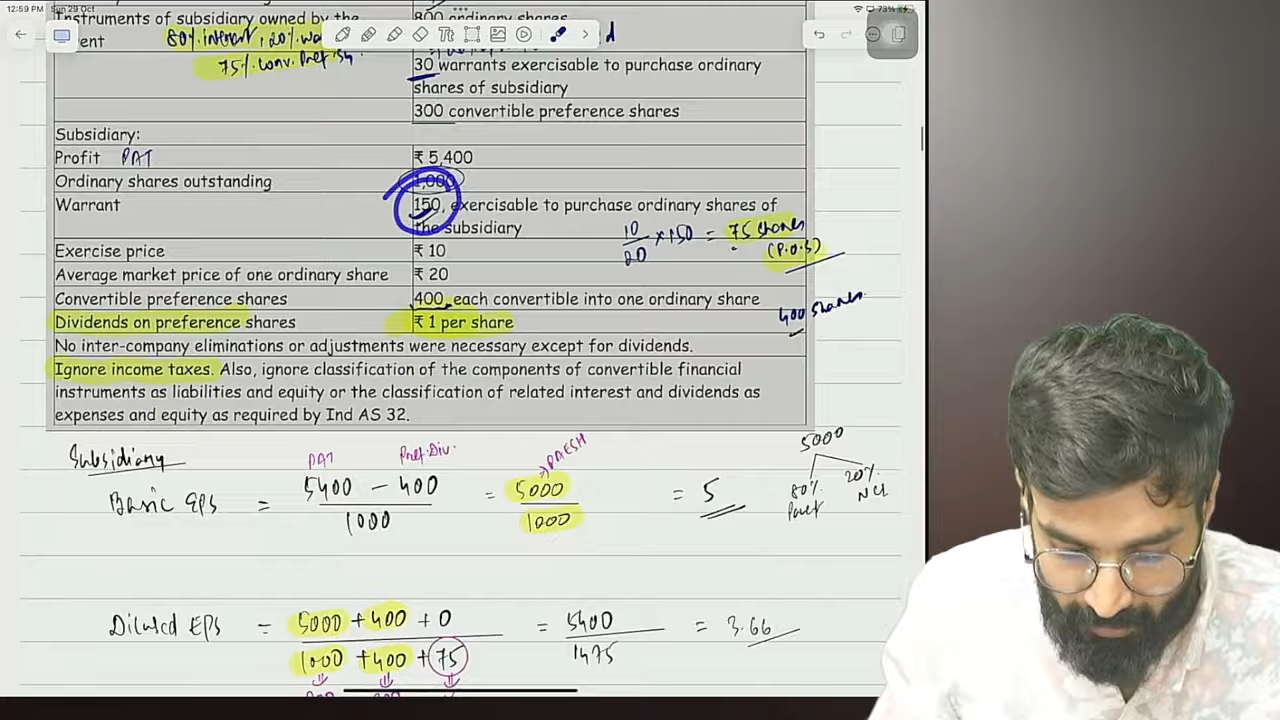 12:59 PM Sun 29 Oct
73%
Instruments of subsidiary owned by the 800 ordinary shares
80% interest, 20% wa
75% conv. Pref. sh.
30 warrants exercisable to purchase ordinary
shares of subsidiary
300 convertible preference shares
Subsidiary:
Profit PAT ₹ 5,400
Ordinary shares outstanding 1,000
Warrant 150, exercisable to purchase ordinary shares of
the subsidiary
10/20 × 150 = 75 shares
(P.O.S)
Exercise price ₹ 10
Average market price of one ordinary share ₹ 20
Convertible preference shares 400 each convertible into one ordinary share
400 shares
Dividends on preference shares ₹ 1 per share
No inter-company eliminations or adjustments were necessary except for dividends.
Ignore income taxes. Also, ignore classification of the components of convertible financial
instruments as liabilities and equity or the classification of related interest and dividends as
expenses and equity as required by Ind AS 32.
Subsidiary
PAT Pref. Div. PAESH
Basic EPS = 5400 - 400 / 1000 = 5000 / 1000 = 5
5000
80% 20%
NCI
Diluted EPS = 5000 + 400 + 0 / 1000 + 400 + 75 = 5400 / 1475 = 3.66